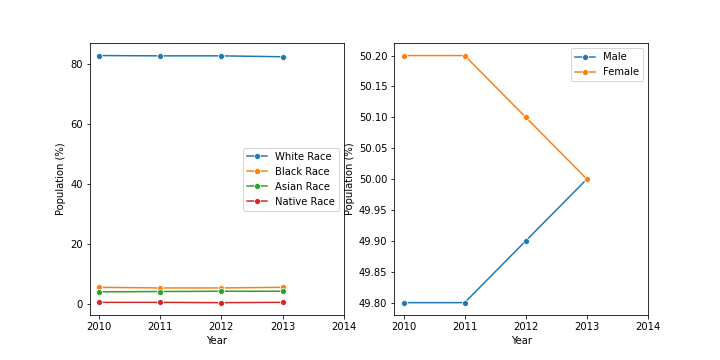 80
60
40
20
0
Population (%)
2010 2011 2012 2013 2014
Year
White Race
Black Race
Asian Race
Native Race
50.20
50.15
50.10
50.05
50.00
49.95
49.90
49.85
49.80
Population (%)
2010 2011 2012 2013 2014
Year
Male
Female